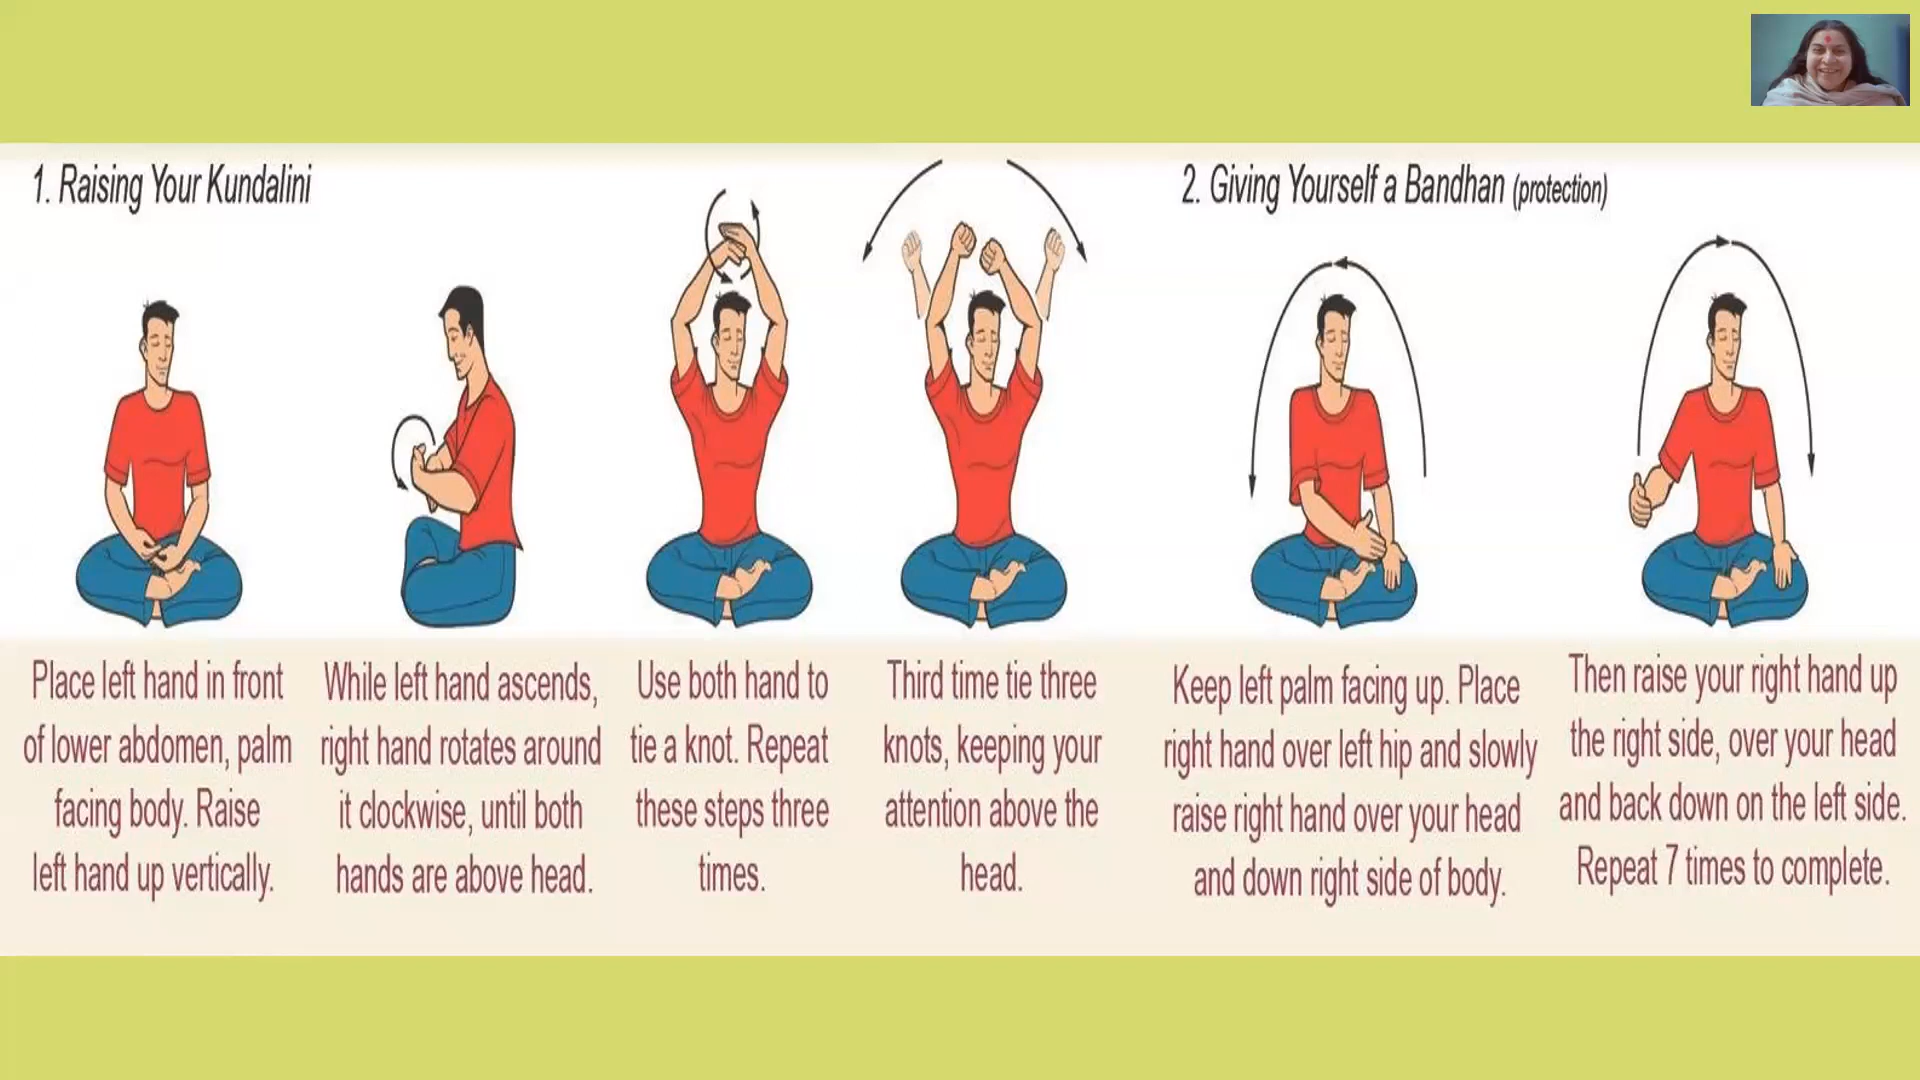 1. Raising Your Kundalini
2. Giving Yourself a Bandhan (protection)
Place left hand in front
of lower abdomen, palm
facing body. Raise
left hand up vertically.
While left hand ascends,
right hand rotates around
it clockwise, until both
hands are above head.
Use both hand to
tie a knot. Repeat
these steps three
times.
Third time tie three
knots, keeping your
attention above the
head.
Keep left palm facing up. Place
right hand over left hip and slowly
raise right hand over your head
and down right side of body.
Then raise your right hand up
the right side, over your head
and back down on the left side.
Repeat 7 times to complete.